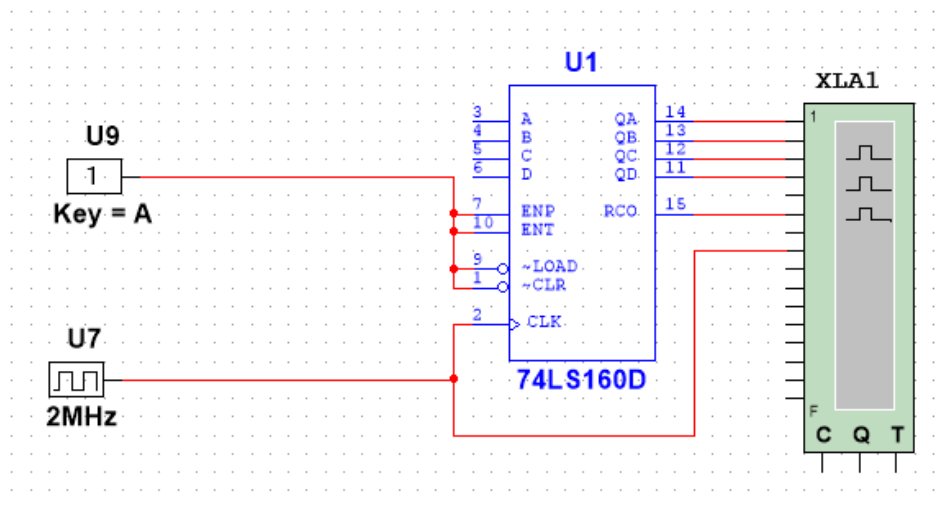 U1
XLA1
U9
1
Key = A
3 A QA 14
4 B QB 13
5 C QC 12
6 D QD 11
7 ENP RCO 15
10 ENT
9 ~LOAD
1 ~CLR
2 CLK
74LS160D
U7
2MHz
1
F
C Q T